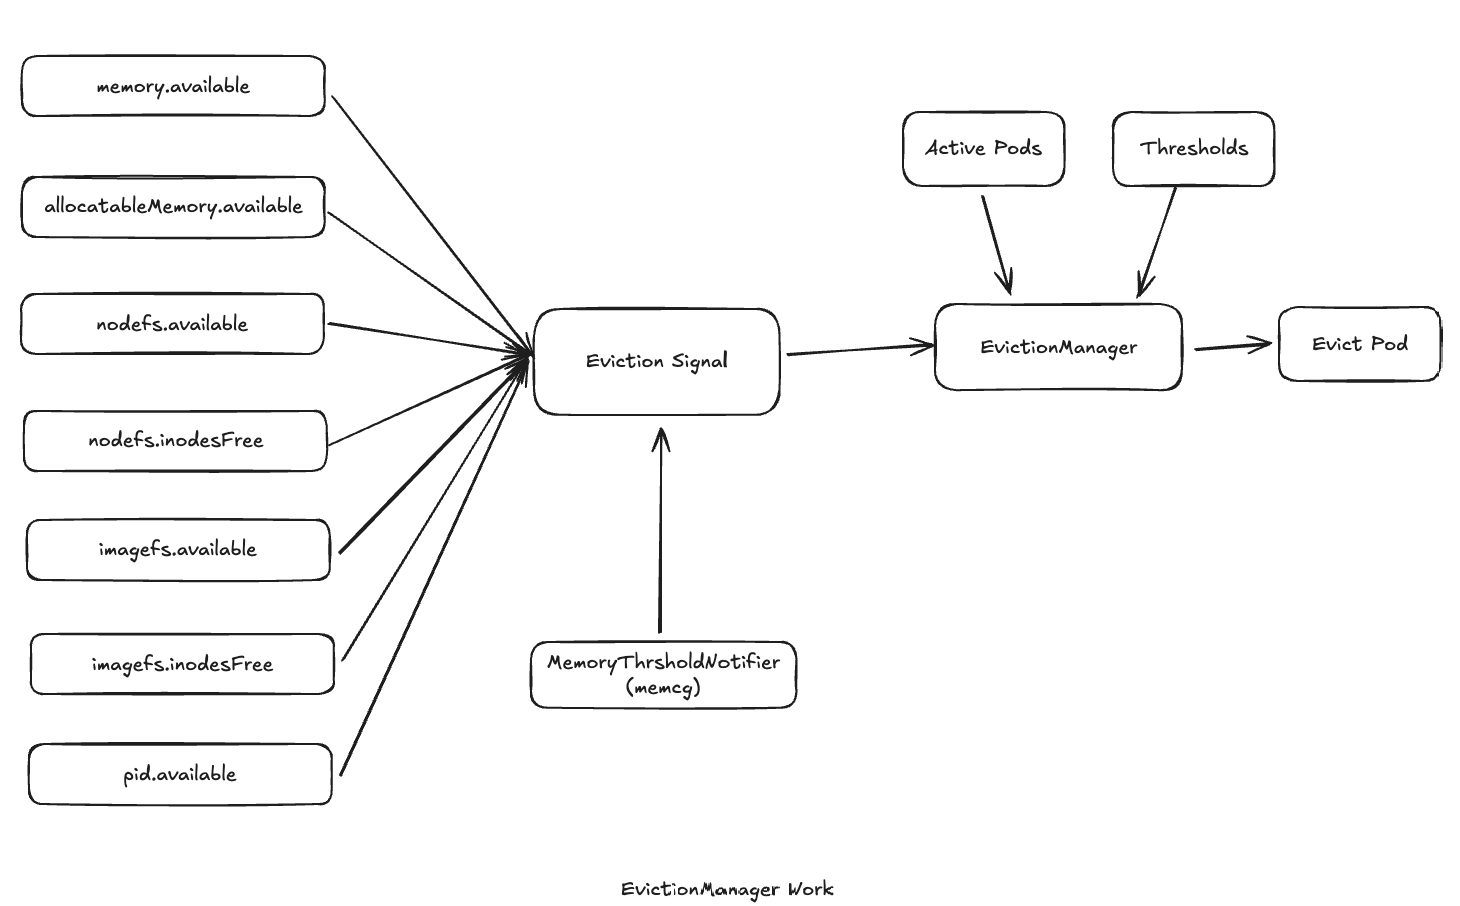 memory.available
allocatableMemory.available
nodefs.available
nodefs.inodesFree
imagefs.available
imagefs.inodesFree
pid.available
Eviction Signal
MemoryThrsholdNotifier
(memcg)
Active Pods
Thresholds
EvictionManager
Evict Pod
EvictionManager Work